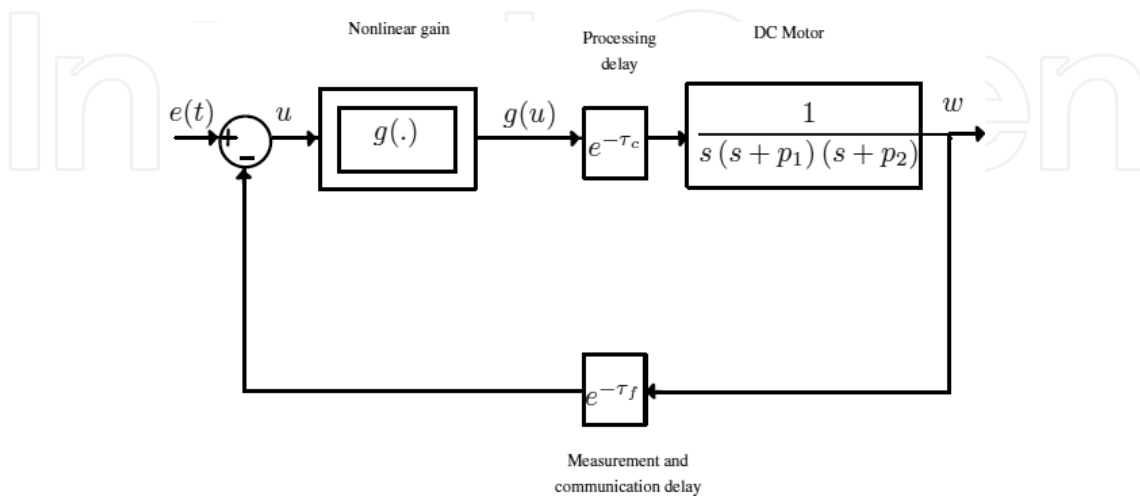 Nonlinear gain
Processing
delay
DC Motor
e(t)
+
-
u
g(.)
g(u)
e^{-τ_c}
1
s (s + p_1) (s + p_2)
w
e^{-τ_f}
Measurement and
communication delay